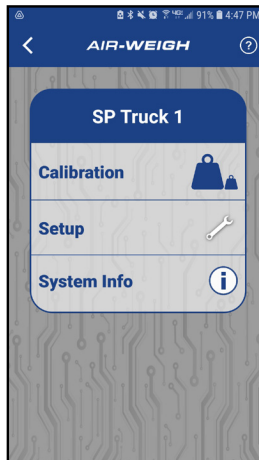 91% 4:47 PM
AIR-WEIGH ?
SP Truck 1
Calibration
Setup
System Info